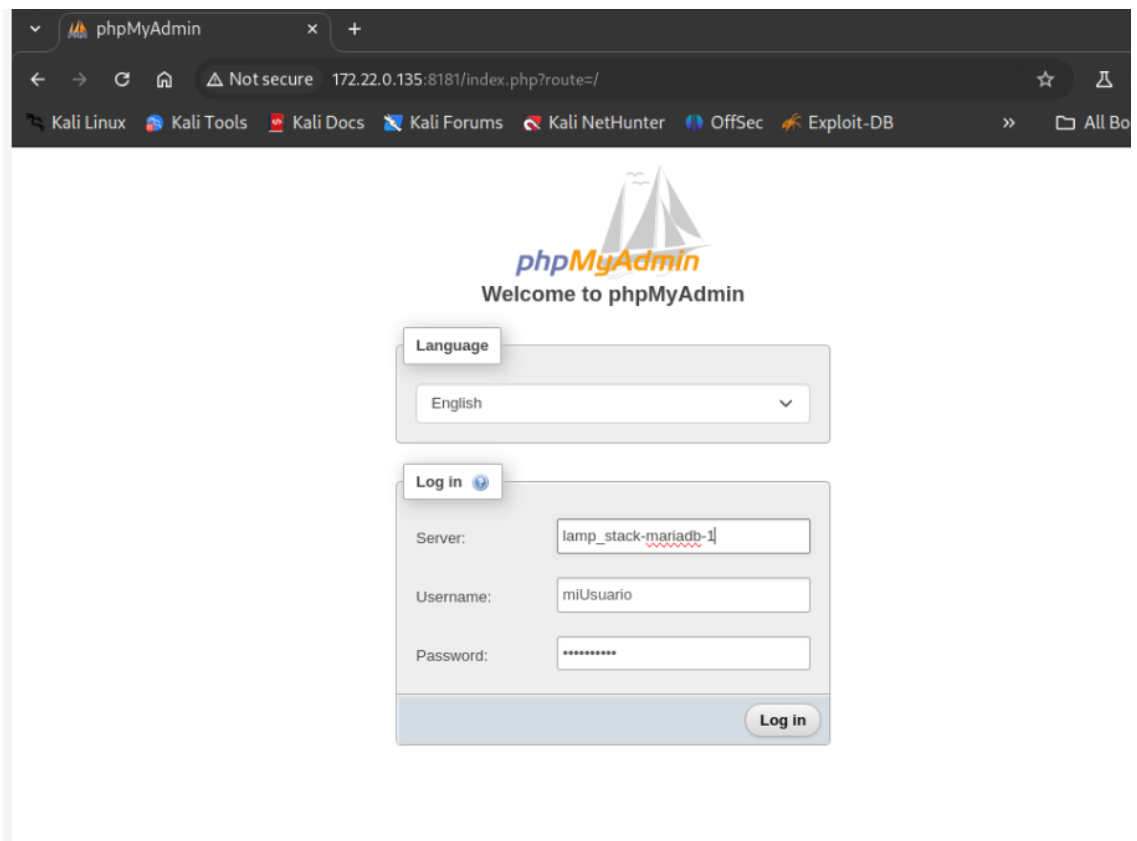 phpMyAdmin
Not secure 172.22.0.135:8181/index.php?route=/
Kali Linux Kali Tools Kali Docs Kali Forums Kali NetHunter OffSec Exploit-DB » All Bo
phpMyAdmin
Welcome to phpMyAdmin
Language
English
Log in
Server: lamp_stack-mariadb-1
Username: miUsuario
Password: ••••••••••
Log in